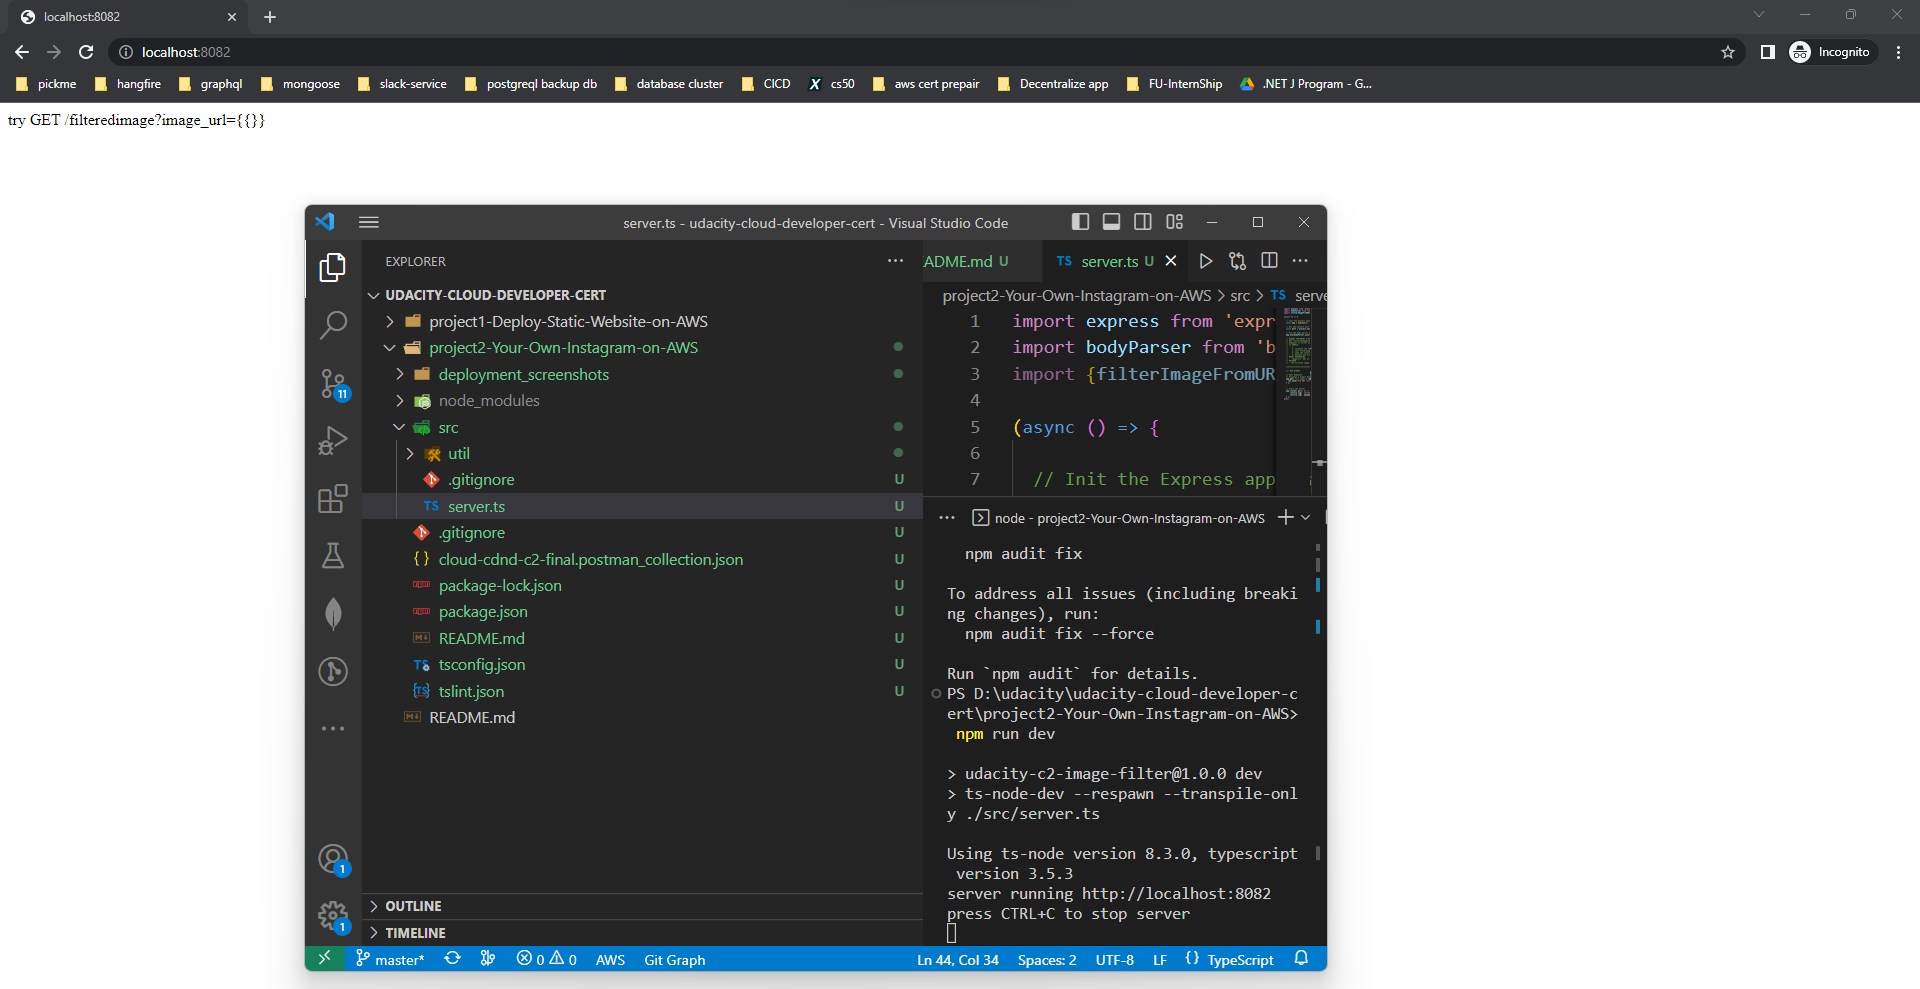 localhost:8082
localhost:8082
Incognito
pickme
hangfire
graphql
mongoose
slack-service
postgreql backup db
database cluster
CICD
X cs50
aws cert prepair
Decentralize app
FU-InternShip
.NET J Program - G...
try GET /filteredimage?image_url={{}}
server.ts - udacity-cloud-developer-cert - Visual Studio Code
EXPLORER
UDACITY-CLOUD-DEVELOPER-CERT
project1-Deploy-Static-Website-on-AWS
project2-Your-Own-Instagram-on-AWS
deployment_screenshots
node_modules
src
util
.gitignore U
TS server.ts U
.gitignore U
{} cloud-cdnd-c2-final.postman_collection.json U
package-lock.json U
package.json U
README.md U
TS tsconfig.json U
TS tslint.json U
README.md
OUTLINE
TIMELINE
11
1
1
ADME.md U
TS server.ts U
project2-Your-Own-Instagram-on-AWS > src > TS serve
1 import express from 'expr
2 import bodyParser from 'b
3 import {filterImageFromUR
4
5 (async () => {
6
7 // Init the Express app
node - project2-Your-Own-Instagram-on-AWS
npm audit fix
To address all issues (including breaki
ng changes), run:
npm audit fix --force
Run `npm audit` for details.
PS D:\udacity\udacity-cloud-developer-c
ert\project2-Your-Own-Instagram-on-AWS>
npm run dev
> udacity-c2-image-filter@1.0.0 dev
> ts-node-dev --respawn --transpile-onl
y ./src/server.ts
Using ts-node version 8.3.0, typescript
version 3.5.3
server running http://localhost:8082
press CTRL+C to stop server
master*
0
0
AWS
Git Graph
Ln 44, Col 34
Spaces: 2
UTF-8
LF
{} TypeScript